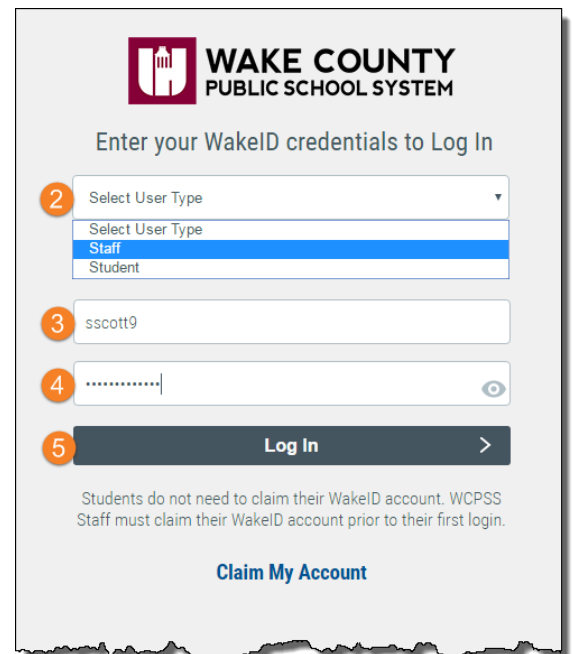 WAKE COUNTY
PUBLIC SCHOOL SYSTEM
Enter your WakeID credentials to Log In
2 Select User Type ▼
Select User Type
Staff
Student
3 sscott9
4 •••••••••••••
5 Log In >
Students do not need to claim their WakeID account. WCPSS
Staff must claim their WakeID account prior to their first login.
Claim My Account